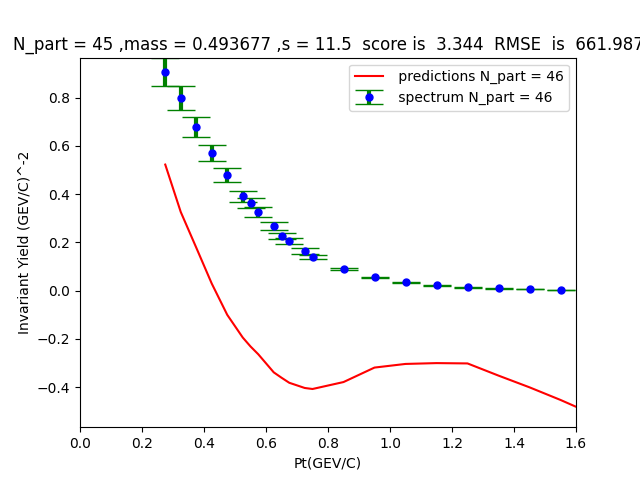 N_part = 45 ,mass = 0.493677 ,s = 11.5 score is 3.344 RMSE is 661.987
predictions N_part = 46
spectrum N_part = 46
Invariant Yield (GEV/C)^-2
0.8
0.6
0.4
0.2
0.0
−0.2
−0.4
0.0 0.2 0.4 0.6 0.8 1.0 1.2 1.4 1.6
Pt(GEV/C)